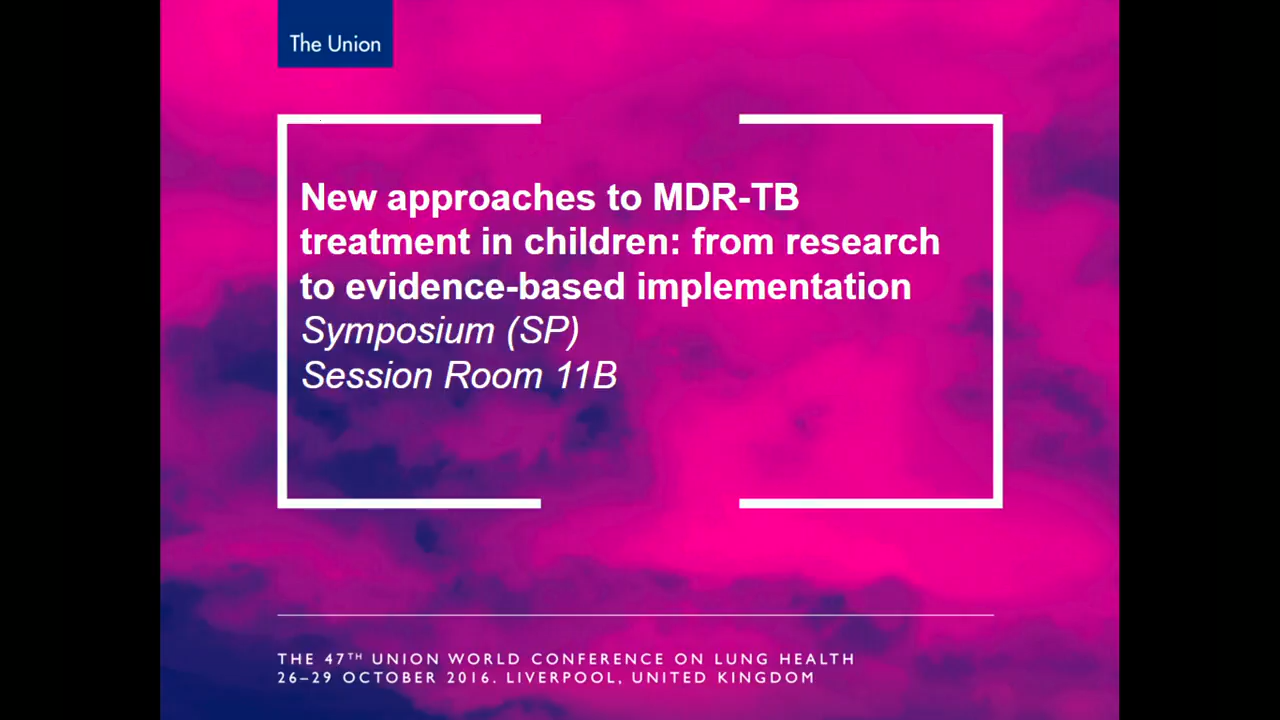 The Union
New approaches to MDR-TB
treatment in children: from research
to evidence-based implementation
Symposium (SP)
Session Room 11B
THE 47TH UNION WORLD CONFERENCE ON LUNG HEALTH
26–29 OCTOBER 2016. LIVERPOOL, UNITED KINGDOM